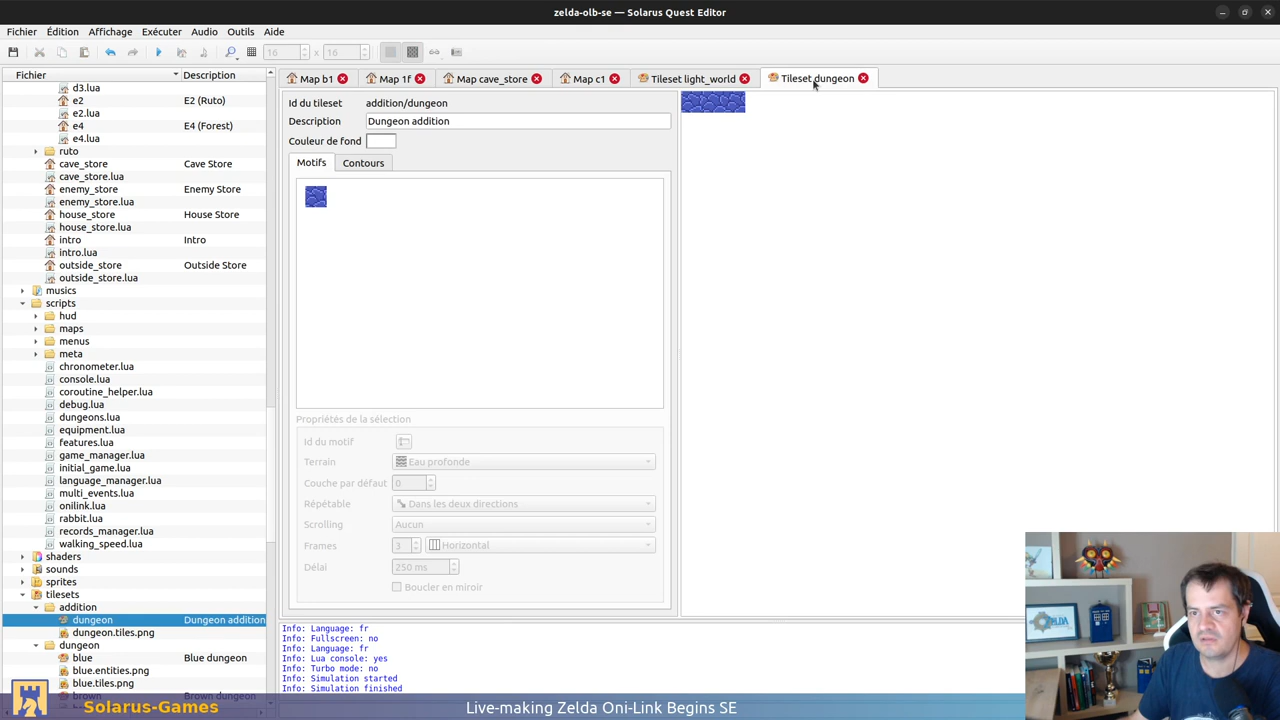 zelda-olb-se — Solarus Quest Editor
Fichier Édition Affichage Exécuter Audio Outils Aide
16 x 16
Fichier Description
d3.lua
e2 E2 (Ruto)
e2.lua
e4 E4 (Forest)
e4.lua
ruto
cave_store Cave Store
cave_store.lua
enemy_store Enemy Store
enemy_store.lua
house_store House Store
house_store.lua
intro Intro
intro.lua
outside_store Outside Store
outside_store.lua
musics
scripts
hud
maps
menus
meta
chronometer.lua
console.lua
coroutine_helper.lua
debug.lua
dungeons.lua
equipment.lua
features.lua
game_manager.lua
initial_game.lua
language_manager.lua
multi_events.lua
onilink.lua
rabbit.lua
records_manager.lua
walking_speed.lua
shaders
sounds
sprites
tilesets
addition
dungeon Dungeon addition
dungeon.tiles.png
dungeon
blue Blue dungeon
blue.entities.png
blue.tiles.png
brown Brown dungeon
Map b1 Map 1f Map cave_store Map c1 Tileset light_world Tileset dungeon
Id du tileset addition/dungeon
Description Dungeon addition
Couleur de fond
Motifs Contours
Propriétés de la sélection
Id du motif
Terrain Eau profonde
Couche par défaut 0
Répétable Dans les deux directions
Scrolling Aucun
Frames 3 Horizontal
Délai 250 ms
Boucler en miroir
Info: Language: fr
Info: Fullscreen: no
Info: Language: fr
Info: Lua console: yes
Info: Turbo mode: no
Info: Simulation started
Info: Simulation finished
Solarus-Games
Live-making Zelda Oni-Link Begins SE